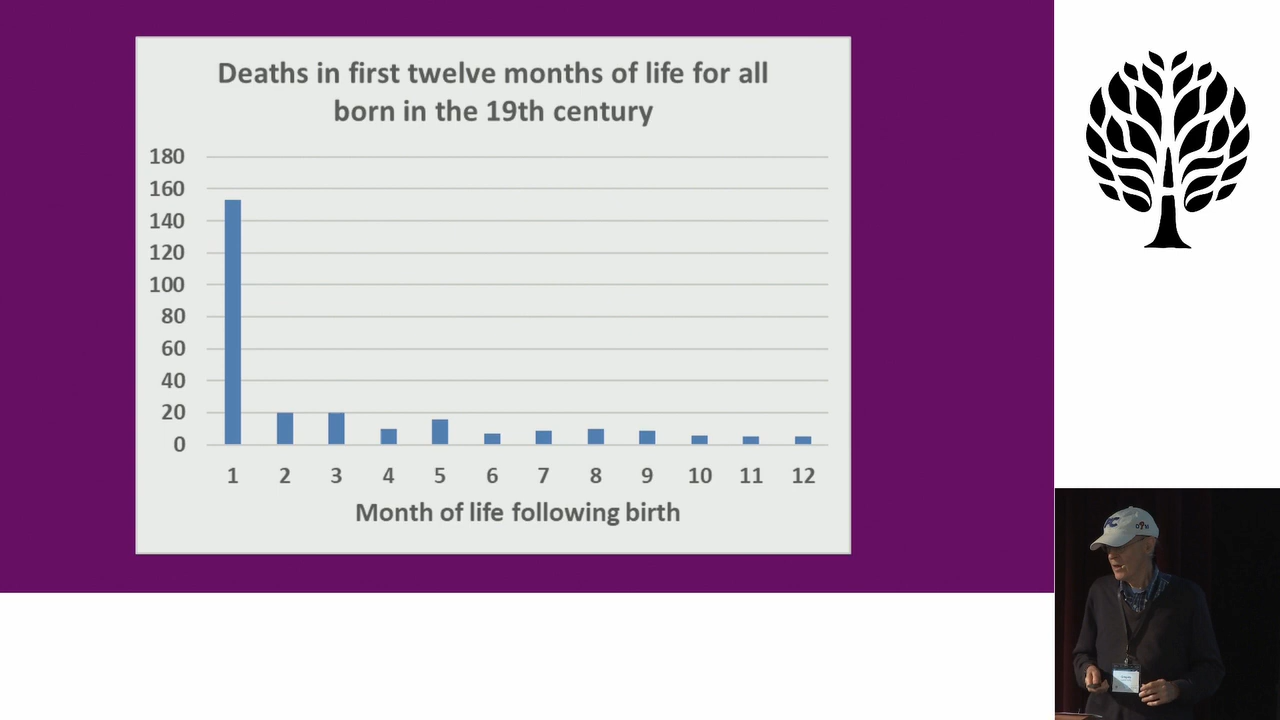 Deaths in first twelve months of life for all
born in the 19th century
180
160
140
120
100
80
60
40
20
0
1 2 3 4 5 6 7 8 9 10 11 12
Month of life following birth